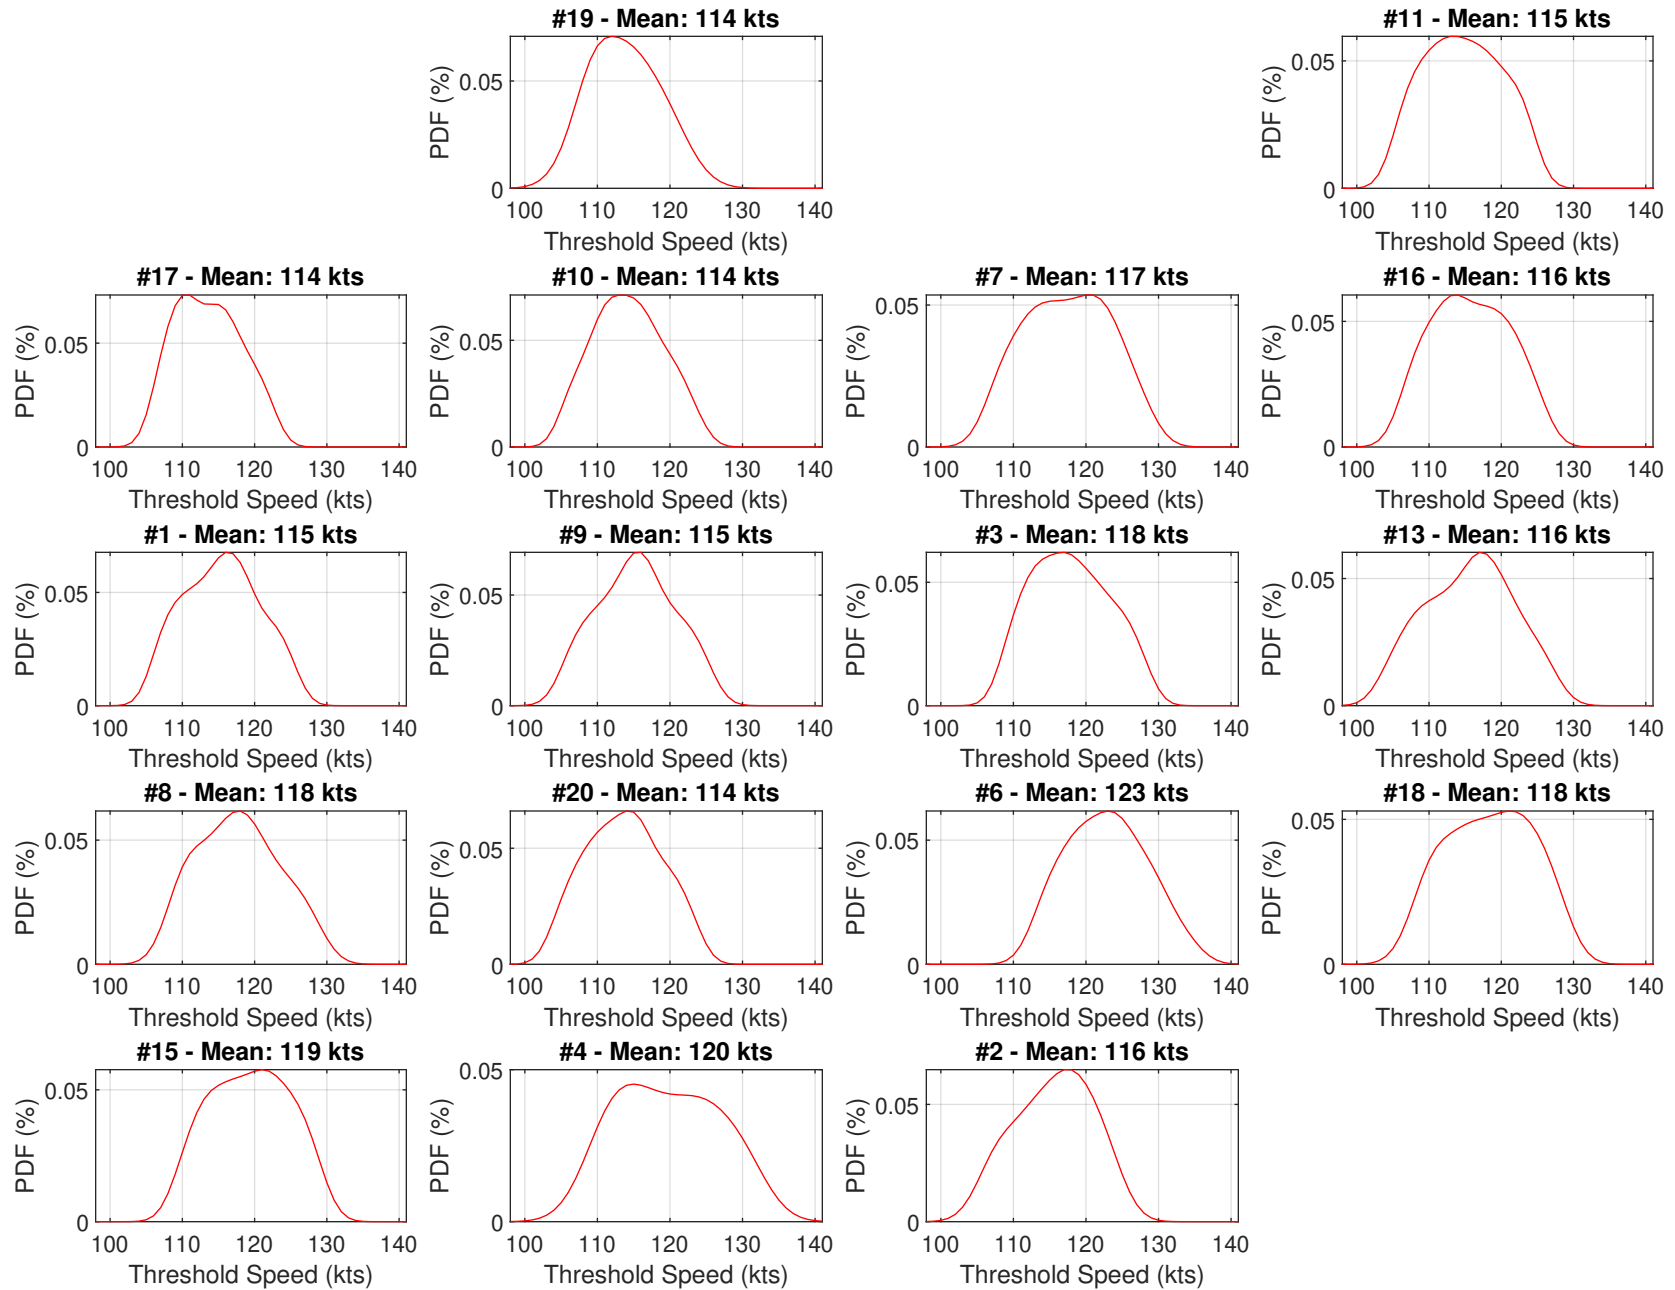 #19 - Mean: 114 kts
PDF (%)
0.05
0
100 110 120 130 140
Threshold Speed (kts)
#11 - Mean: 115 kts
PDF (%)
0.05
0
100 110 120 130 140
Threshold Speed (kts)
#17 - Mean: 114 kts
PDF (%)
0.05
0
100 110 120 130 140
Threshold Speed (kts)
#10 - Mean: 114 kts
PDF (%)
0.05
0
100 110 120 130 140
Threshold Speed (kts)
#7 - Mean: 117 kts
PDF (%)
0.05
0
100 110 120 130 140
Threshold Speed (kts)
#16 - Mean: 116 kts
PDF (%)
0.05
0
100 110 120 130 140
Threshold Speed (kts)
#1 - Mean: 115 kts
PDF (%)
0.05
0
100 110 120 130 140
Threshold Speed (kts)
#9 - Mean: 115 kts
PDF (%)
0.05
0
100 110 120 130 140
Threshold Speed (kts)
#3 - Mean: 118 kts
PDF (%)
0.05
0
100 110 120 130 140
Threshold Speed (kts)
#13 - Mean: 116 kts
PDF (%)
0.05
0
100 110 120 130 140
Threshold Speed (kts)
#8 - Mean: 118 kts
PDF (%)
0.05
0
100 110 120 130 140
Threshold Speed (kts)
#20 - Mean: 114 kts
PDF (%)
0.05
0
100 110 120 130 140
Threshold Speed (kts)
#6 - Mean: 123 kts
PDF (%)
0.05
0
100 110 120 130 140
Threshold Speed (kts)
#18 - Mean: 118 kts
PDF (%)
0.05
0
100 110 120 130 140
Threshold Speed (kts)
#15 - Mean: 119 kts
PDF (%)
0.05
0
100 110 120 130 140
Threshold Speed (kts)
#4 - Mean: 120 kts
PDF (%)
0.05
0
100 110 120 130 140
Threshold Speed (kts)
#2 - Mean: 116 kts
PDF (%)
0.05
0
100 110 120 130 140
Threshold Speed (kts)